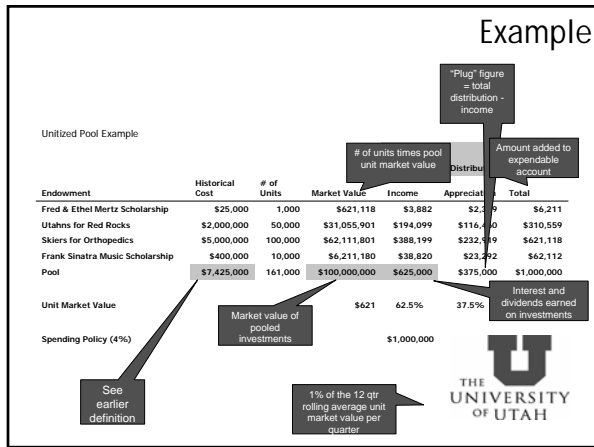 Example
"Plug" figure
= total
distribution -
income
Unitized Pool Example
# of units times pool
unit market value
Amount added to
expendable
account
Endowment Historical Cost # of Units Market Value Income Total
Fred & Ethel Mertz Scholarship $25,000 1,000 $621,118 $3,882 $6,211
Utahns for Red Rocks $2,000,000 50,000 $31,055,901 $194,099 $310,559
Skiers for Orthopedics $5,000,000 100,000 $62,111,801 $388,199 $621,118
Frank Sinatra Music Scholarship $400,000 10,000 $6,211,180 $38,820 $62,112
Pool $7,425,000 161,000 $100,000,000 $625,000 $375,000 $1,000,000
Unit Market Value $621 62.5% 37.5%
Market value of
pooled
investments
Interest and
dividends earned
on investments
Spending Policy (4%) $1,000,000
See
earlier
definition
1% of the 12 qtr
rolling average unit
market value per
quarter
THE
UNIVERSITY
OF UTAH